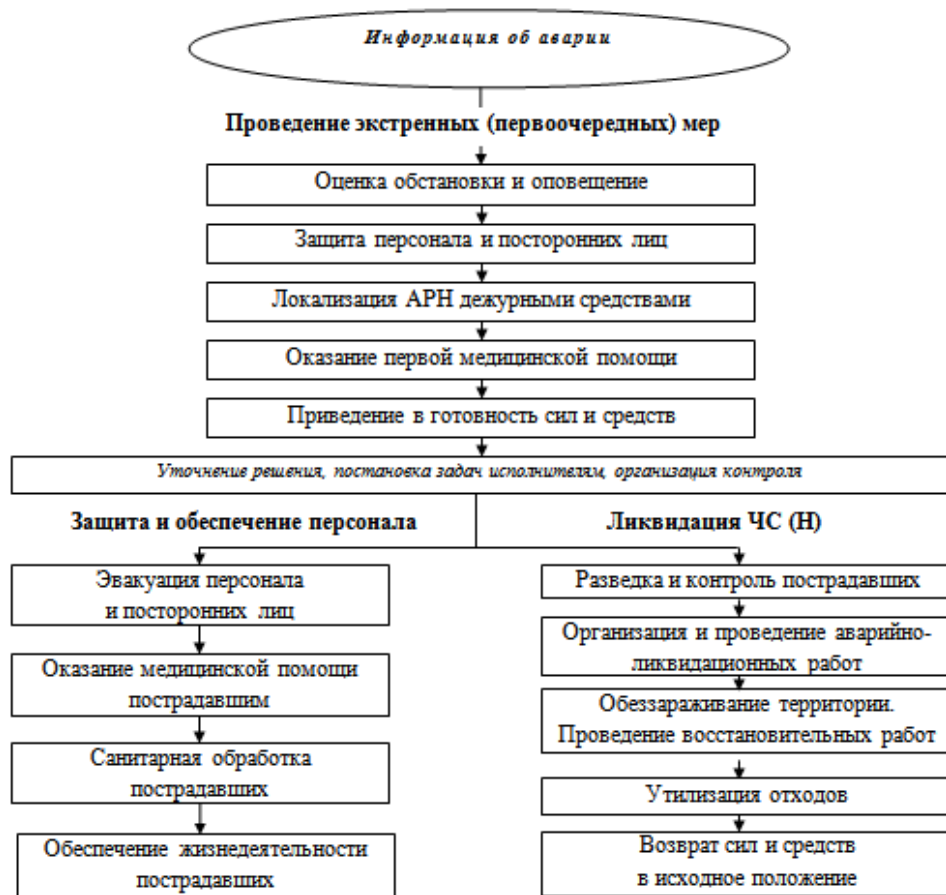 Информация об аварии
Проведение экстренных (первоочередных) мер
Оценка обстановки и оповещение
Защита персонала и посторонних лиц
Локализация АРН дежурными средствами
Оказание первой медицинской помощи
Приведение в готовность сил и средств
Уточнение решения, постановка задач исполнителям, организация контроля
Защита и обеспечение персонала
Эвакуация персонала
и посторонних лиц
Оказание медицинской помощи
пострадавшим
Санитарная обработка
пострадавших
Обеспечение жизнедеятельности
пострадавших
Ликвидация ЧС (Н)
Разведка и контроль пострадавших
Организация и проведение аварийно-
ликвидационных работ
Обеззараживание территории.
Проведение восстановительных работ
Утилизация отходов
Возврат сил и средств
в исходное положение